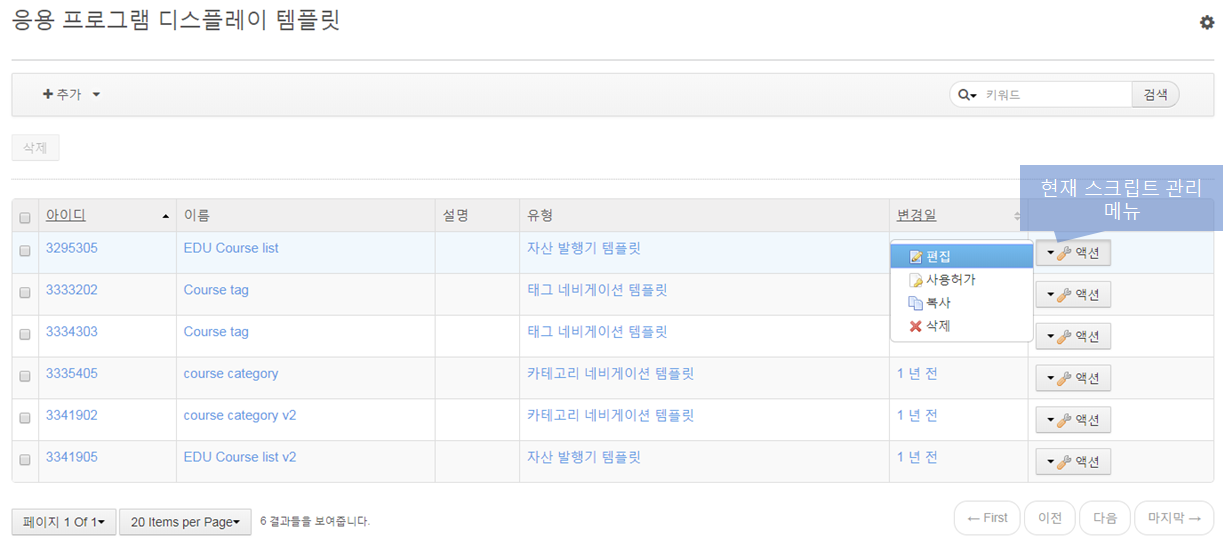 응용 프로그램 디스플레이 템플릿
추가
키워드
검색
삭제
현재 스크립트 관리
메뉴
아이디 이름 설명 유형 변경일
3295305 EDU Course list 자산 발행기 템플릿 액션
편집
사용허가
복사
삭제
3333202 Course tag 태그 네비게이션 템플릿 액션
3334303 Course tag 태그 네비게이션 템플릿 액션
3335405 course category 카테고리 네비게이션 템플릿 1 년 전 액션
3341902 course category v2 카테고리 네비게이션 템플릿 1 년 전 액션
3341905 EDU Course list v2 자산 발행기 템플릿 1 년 전 액션
페이지 1 Of 1 20 Items per Page 6 결과들을 보여줍니다. ← First 이전 다음 마지막 →